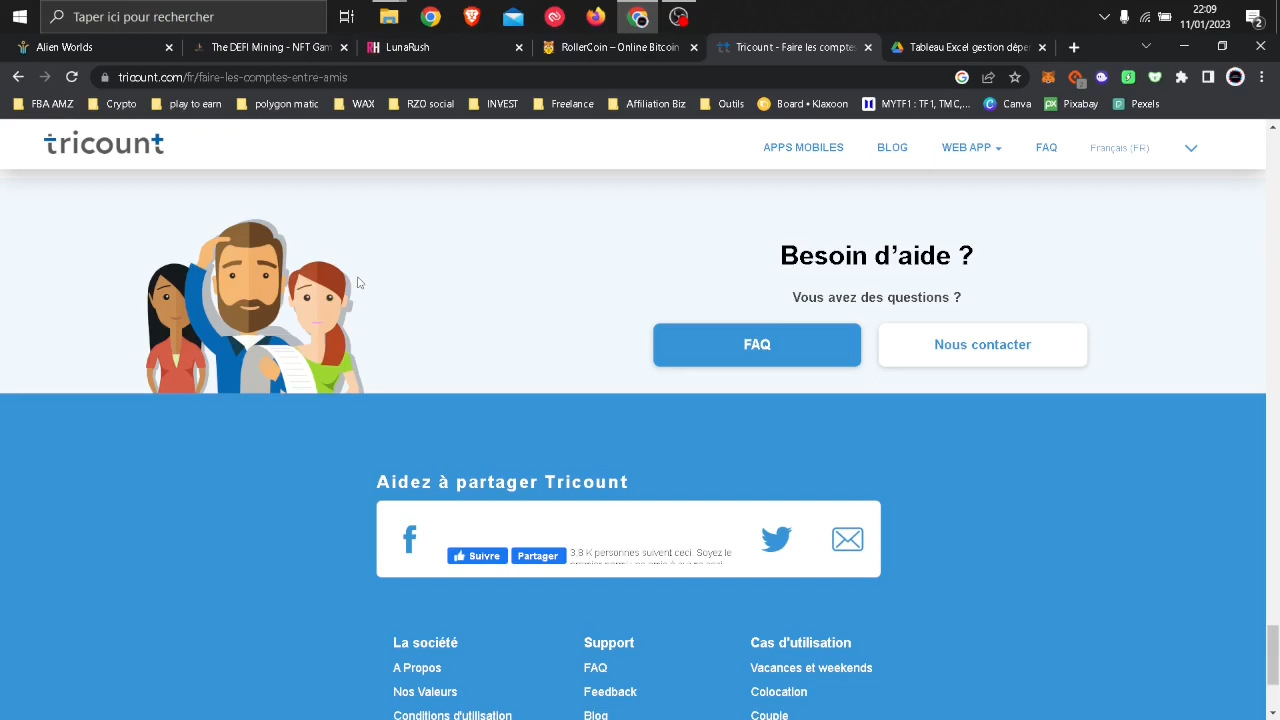 Taper ici pour rechercher
22:09
11/01/2023
2
Alien Worlds
The DEFI Mining - NFT Gam
LunaRush
RollerCoin – Online Bitcoin
Tricount - Faire les comptes
Tableau Excel gestion dépe
tricount.com/fr/faire-les-comptes-entre-amis
2
FBA AMZ
Crypto
play to earn
polygon matic
WAX
RZO social
INVEST
Freelance
Affiliation Biz
Outils
Board • Klaxoon
MYTF1 : TF1, TMC,...
Canva
Pixabay
Pexels
tricount
APPS MOBILES
BLOG
WEB APP
FAQ
Français (FR)
Besoin d’aide ?
Vous avez des questions ?
FAQ
Nous contacter
Aidez à partager Tricount
Suivre
Partager
3,8 K personnes suivent ceci. Soyez le
La société
Support
Cas d'utilisation
A Propos
FAQ
Vacances et weekends
Nos Valeurs
Feedback
Colocation
Conditions d'utilisation
Blog
Couple